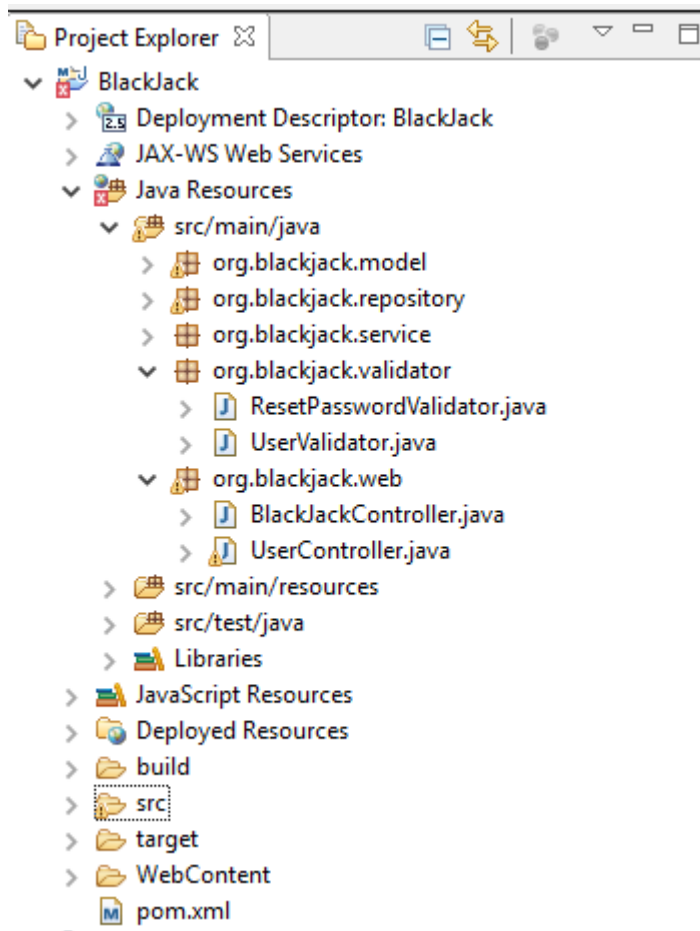 Project Explorer
BlackJack
2.5 Deployment Descriptor: BlackJack
JAX-WS Web Services
Java Resources
src/main/java
org.blackjack.model
org.blackjack.repository
org.blackjack.service
org.blackjack.validator
J ResetPasswordValidator.java
J UserValidator.java
org.blackjack.web
J BlackJackController.java
J UserController.java
src/main/resources
src/test/java
Libraries
JavaScript Resources
Deployed Resources
build
src
target
WebContent
M pom.xml